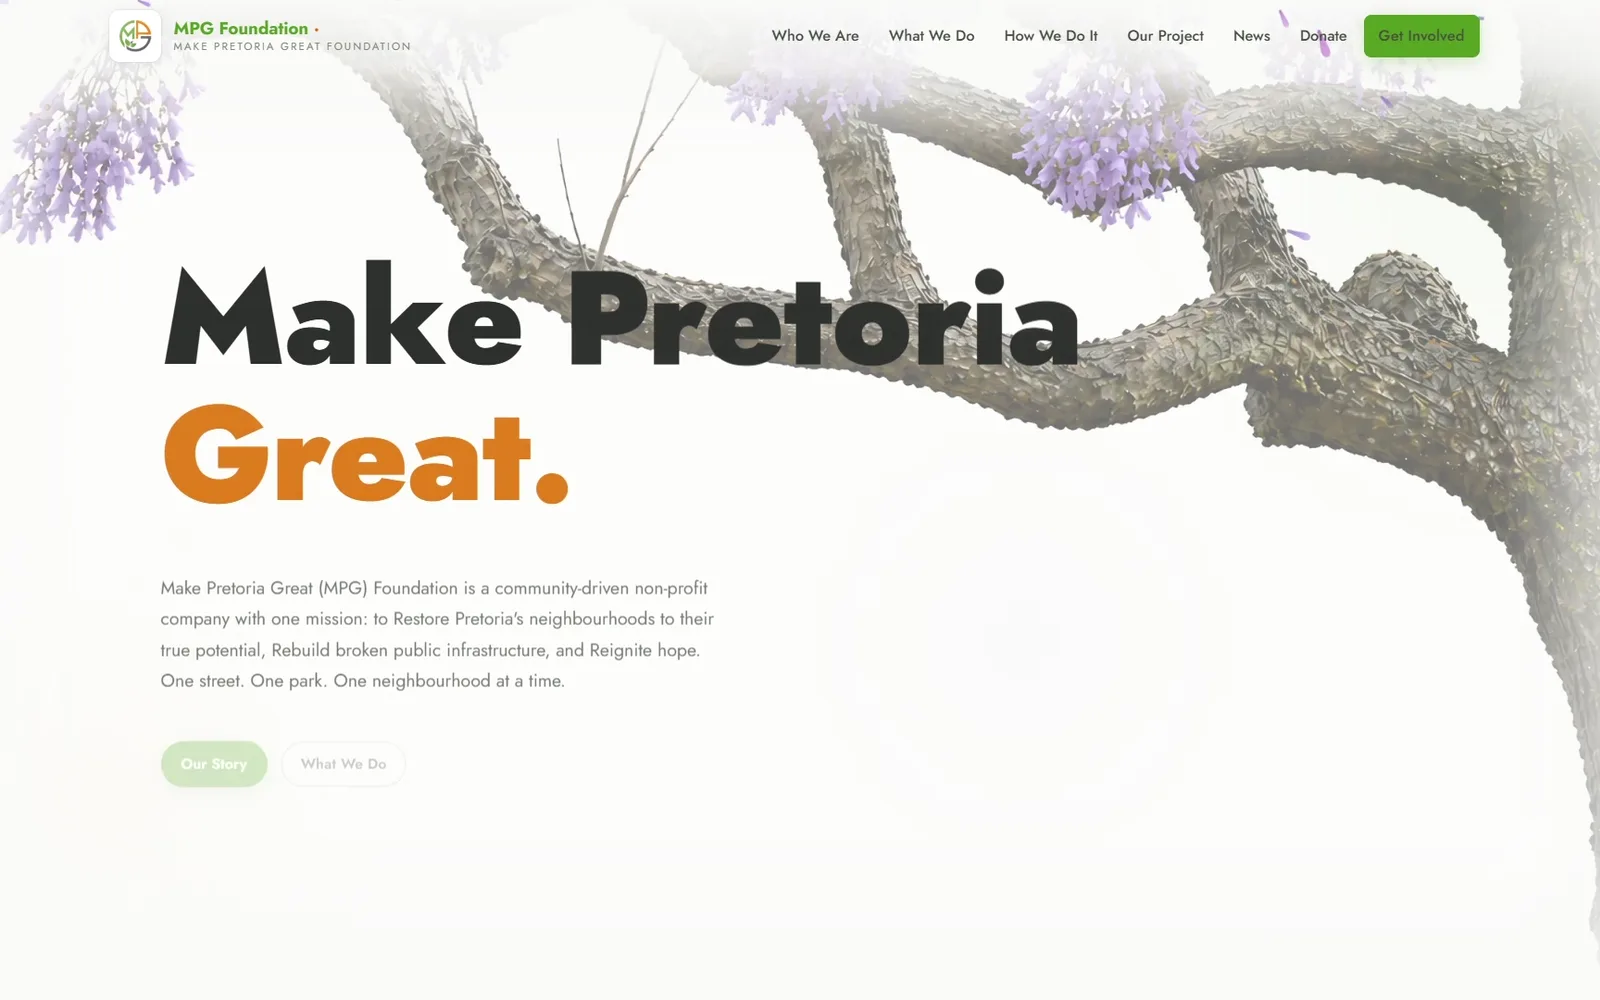 MPG Foundation
MAKE PRETORIA GREAT FOUNDATION
Who We Are
What We Do
How We Do It
Our Project
News
Donate
Get Involved
Make Pretoria
Great.
Make Pretoria Great (MPG) Foundation is a community-driven non-profit
company with one mission: to Restore Pretoria's neighbourhoods to their
true potential, Rebuild broken public infrastructure, and Reignite hope.
One street. One park. One neighbourhood at a time.
Our Story
What We Do